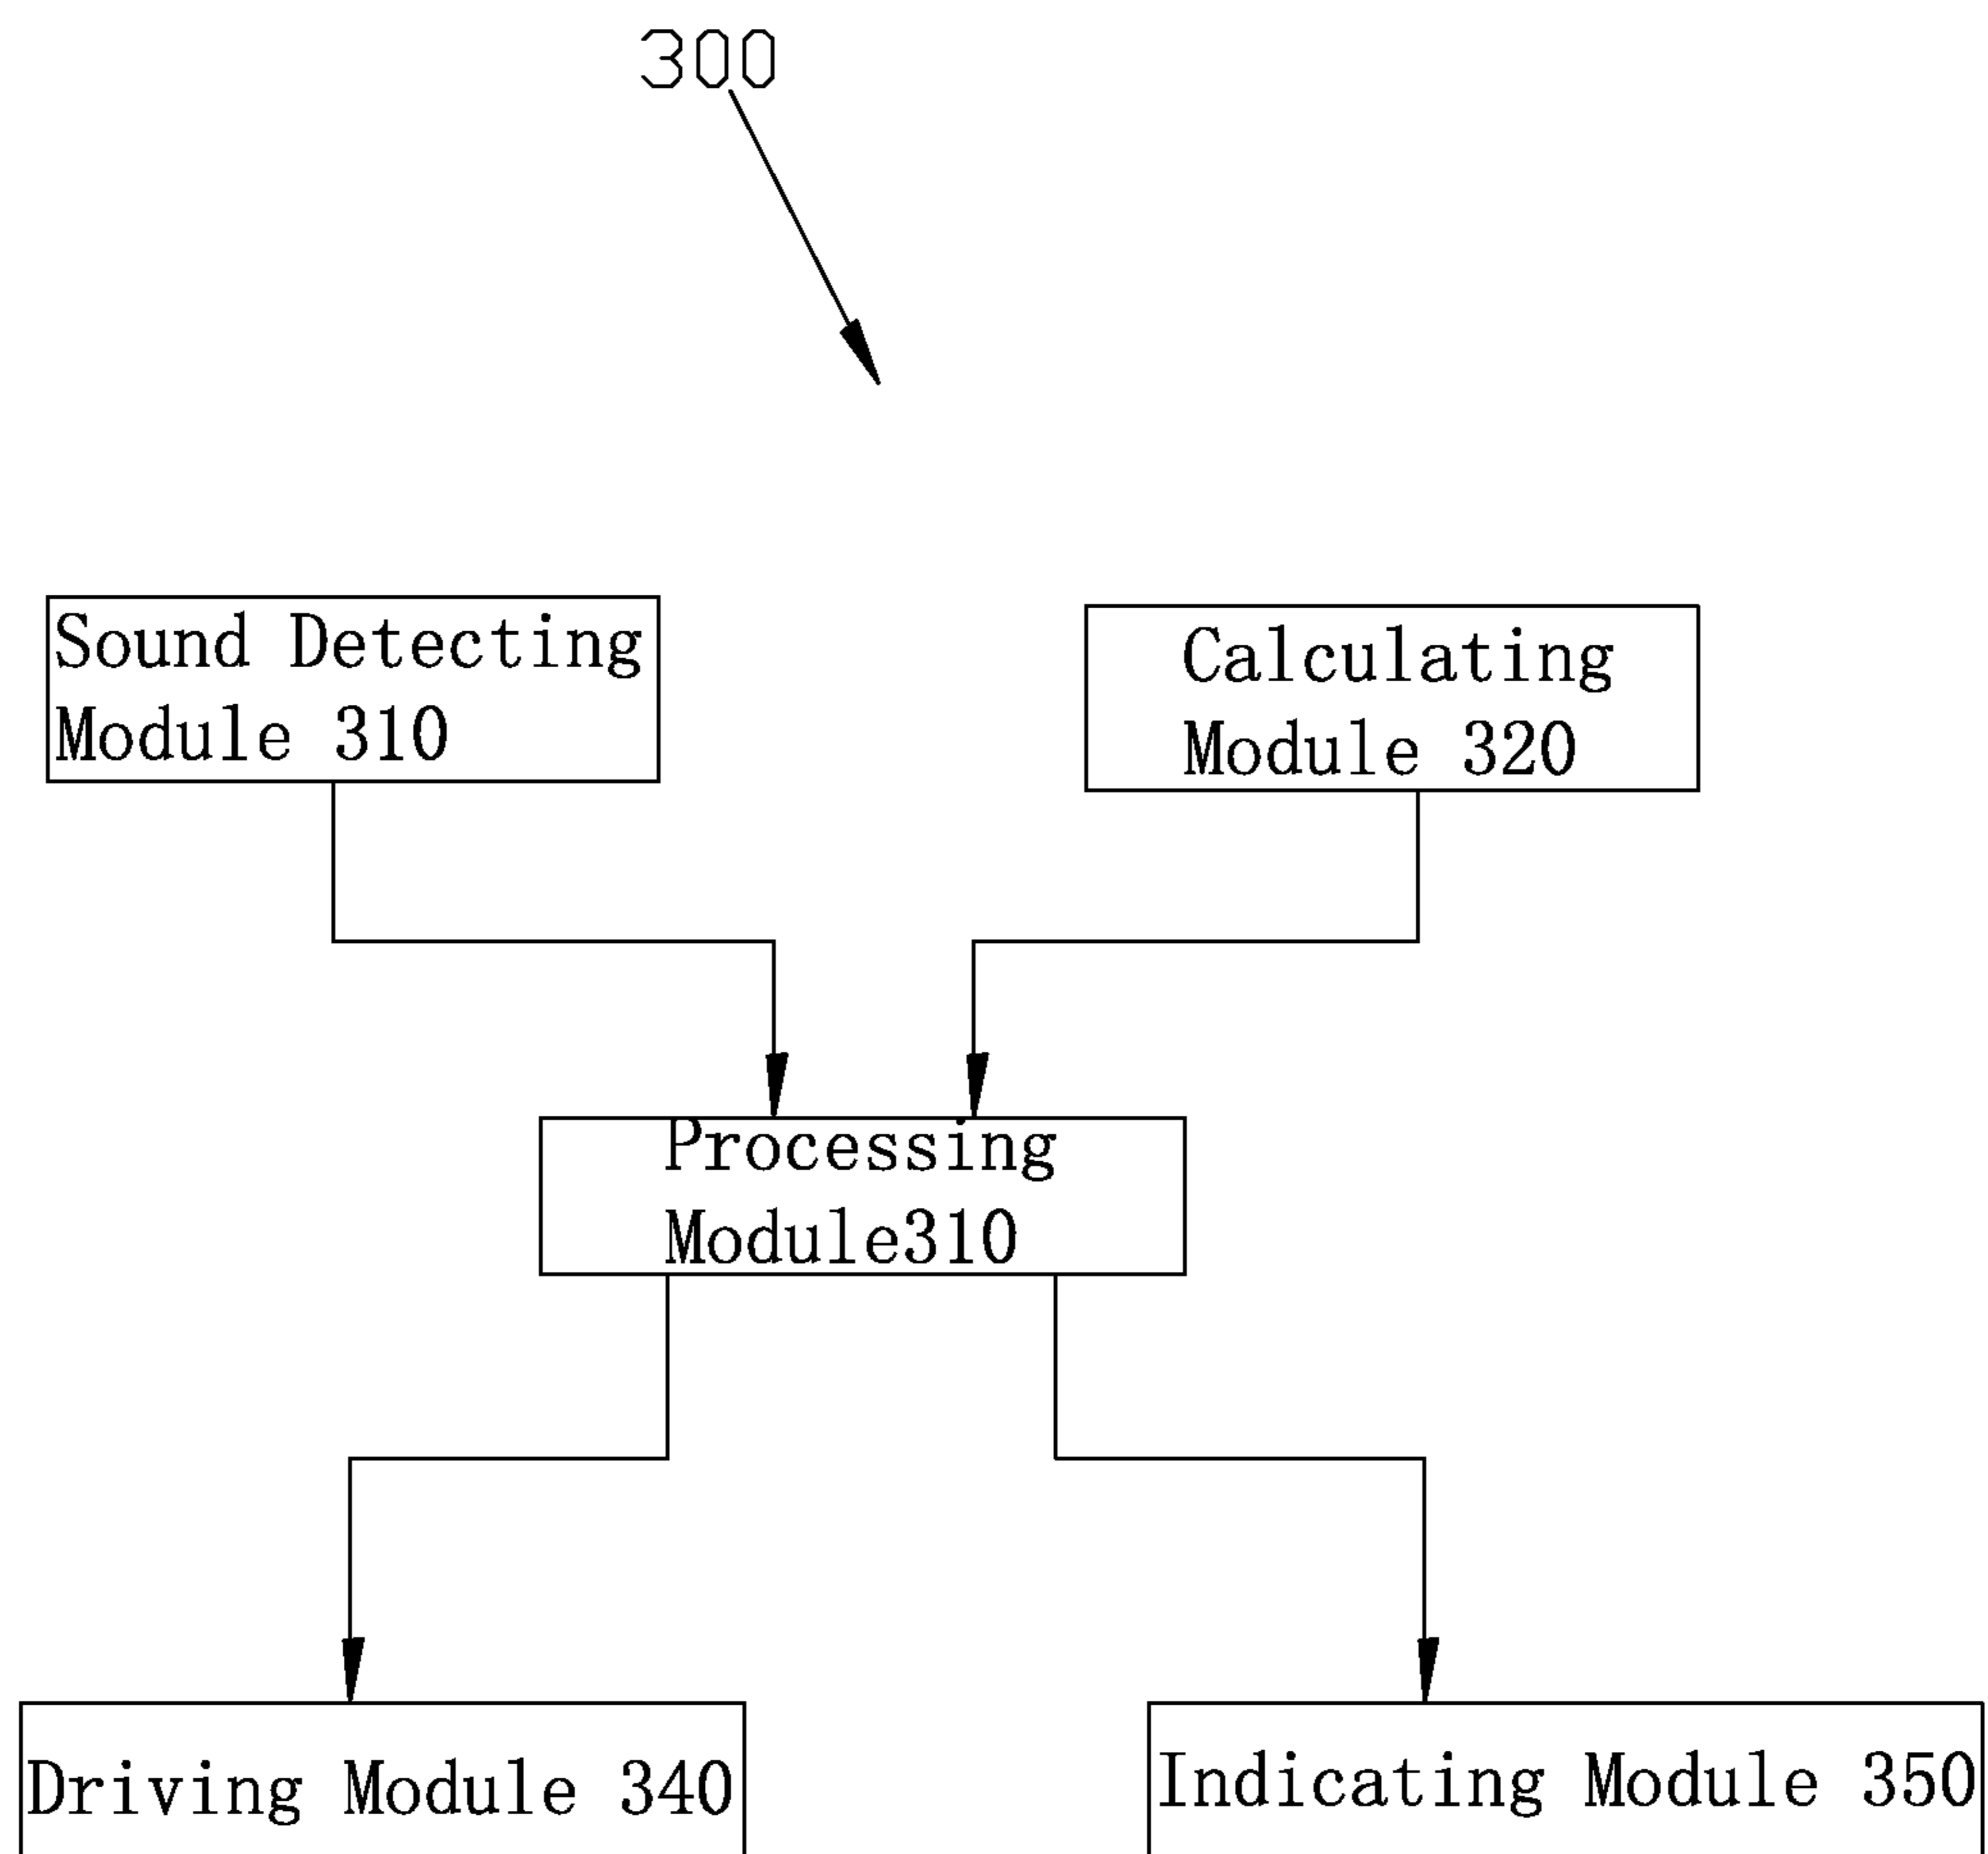 300
Sound Detecting
Module 310
Calculating
Module 320
Processing
Module310
Driving Module 340
Indicating Module 350